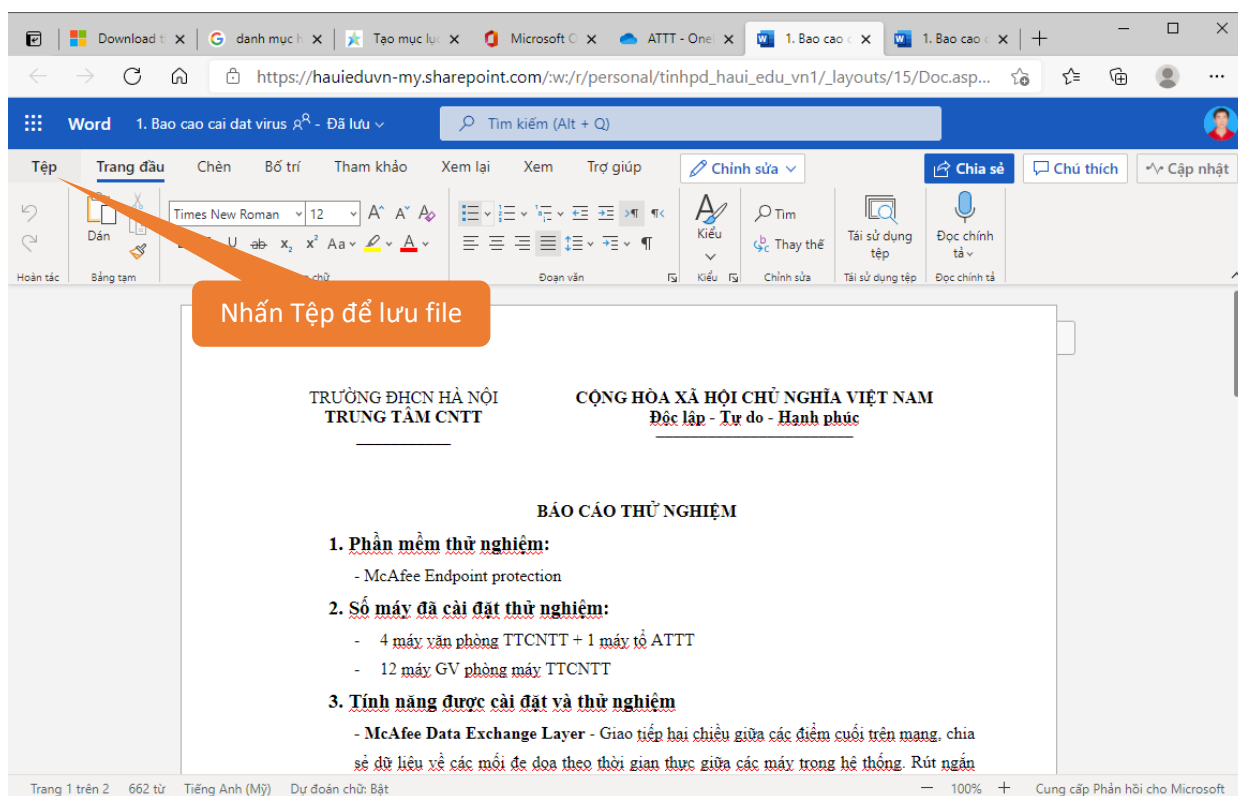 Download t
danh mục h
Tạo mục lục
Microsoft O
ATTT - One
1. Bao cao c
1. Bao cao c
https://hauieduvn-my.sharepoint.com/:w:/r/personal/tinhpd_haui_edu_vn1/_layouts/15/Doc.asp...
Word 1. Bao cao cai dat virus - Đã lưu
Tìm kiếm (Alt + Q)
Tệp Trang đầu Chèn Bố trí Tham khảo Xem lại Xem Trợ giúp Chỉnh sửa Chia sẻ Chú thích Cập nhật
Times New Roman 12
Dán
Kiểu
Tìm
Thay thế
Tái sử dụng
tệp
Đọc chính
tả
Hoàn tác Bảng tạm chữ Đoạn văn Kiểu Chỉnh sửa Tái sử dụng tệp Đọc chính tả
Nhấn Tệp để lưu file
TRƯỜNG ĐHCN HÀ NỘI
TRUNG TÂM CNTT
CỘNG HÒA XÃ HỘI CHỦ NGHĨA VIỆT NAM
Độc lập - Tự do - Hạnh phúc
BÁO CÁO THỬ NGHIỆM
1. Phần mềm thử nghiệm:
- McAfee Endpoint protection
2. Số máy đã cài đặt thử nghiệm:
- 4 máy văn phòng TTCNTT + 1 máy tổ ATTT
- 12 máy GV phòng máy TTCNTT
3. Tính năng được cài đặt và thử nghiệm
- McAfee Data Exchange Layer - Giao tiếp hai chiều giữa các điểm cuối trên mạng, chia
sẻ dữ liệu về các mối đe dọa theo thời gian thực giữa các máy trong hệ thống. Rút ngắn
Trang 1 trên 2 662 từ Tiếng Anh (Mỹ) Dự đoán chữ: Bật 100% Cung cấp Phản hồi cho Microsoft